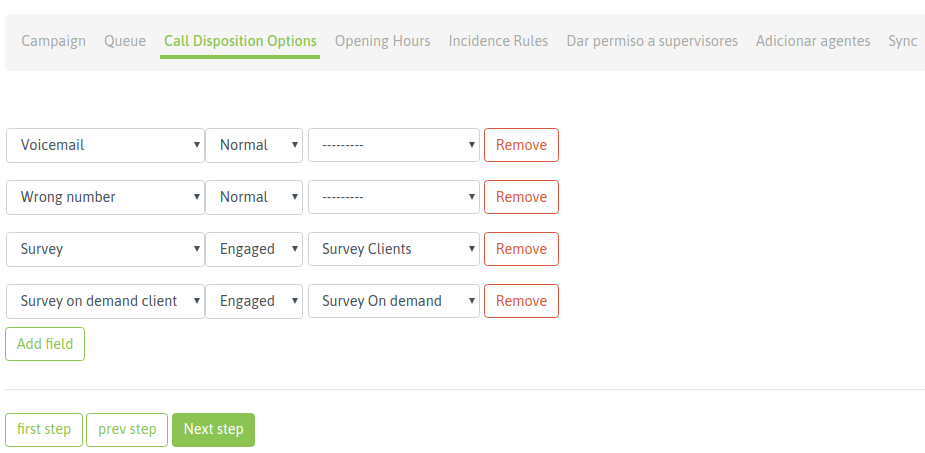 Campaign Queue Call Disposition Options Opening Hours Incidence Rules Dar permiso a supervisores Adicionar agentes Sync
Voicemail Normal --------- Remove
Wrong number Normal --------- Remove
Survey Engaged Survey Clients Remove
Survey on demand client Engaged Survey On demand Remove
Add field
first step prev step Next step